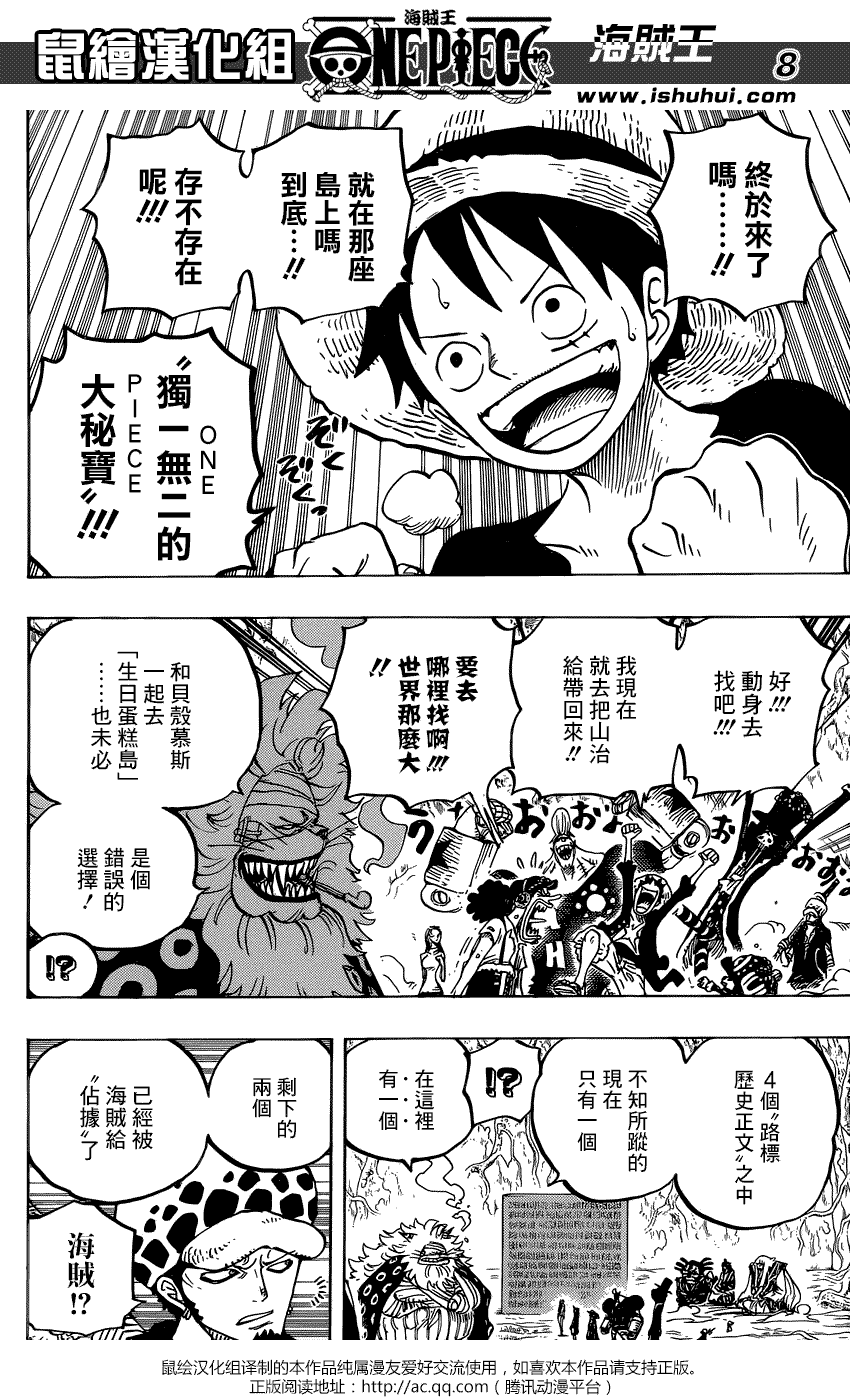 鼠繪漢化組
海賊王
ONE PIECE
海賊王
8
www.ishuhui.com
終於來了
嗎……!!
就在那座
島上嗎
到底…!!
存不存在
呢!!!
“獨一無二的
ONE
大秘寶”!!!
PIECE
ぞくっ
ぞくっ
好!!!
動身去
找吧!!!
我現在
就去把山治
給帶回來!!
要去
哪裡找啊!!!
世界那麼大
!!
和貝殼慕斯
一起去
「生日蛋糕島」
……也未必
是個
錯誤的
選擇!
!?
4個“路標
歷史正文”之中
不知所蹤的
現在
只有一個
!?
在這裡
有一個
剩下的
兩個
已經被
海賊給
“佔據”了
海賊!?
鼠绘汉化组译制的本作品纯属漫友爱好交流使用，如喜欢本作品请支持正版。
正版阅读地址：http://ac.qq.com（腾讯动漫平台）